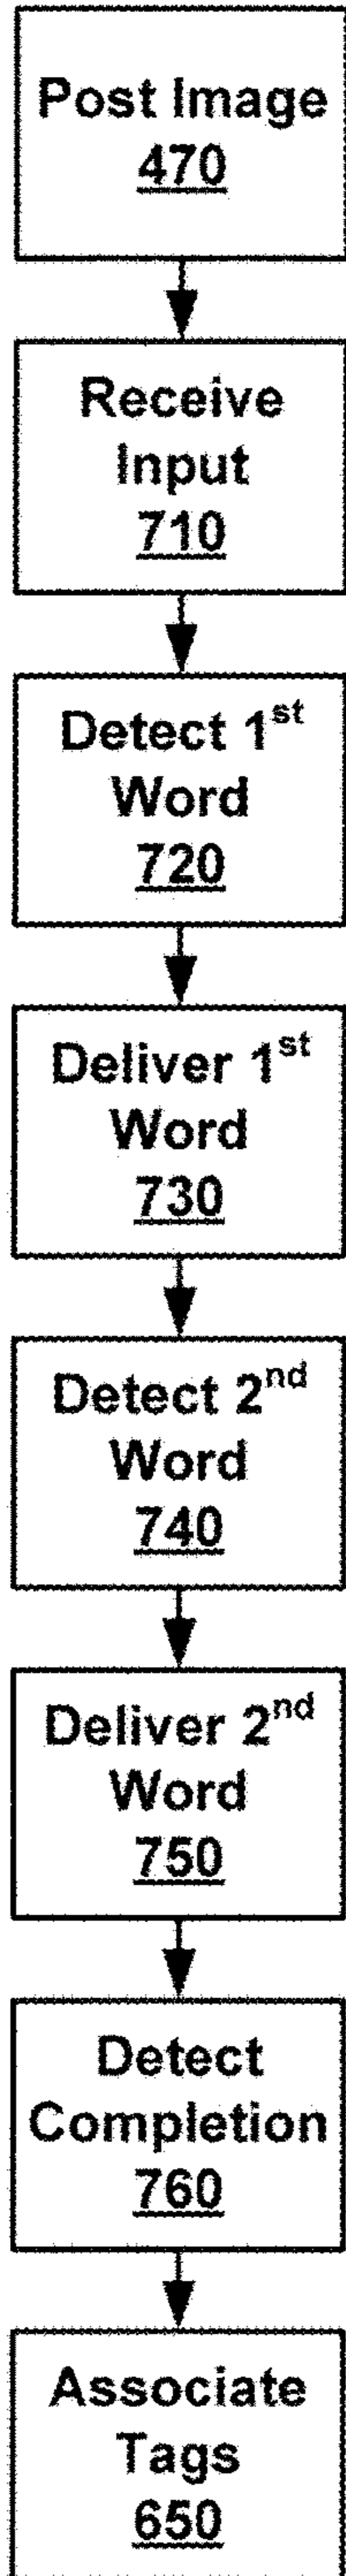 Post Image
470
Receive
Input
710
Detect 1st
Word
720
Deliver 1st
Word
730
Detect 2nd
Word
740
Deliver 2nd
Word
750
Detect
Completion
760
Associate
Tags
650